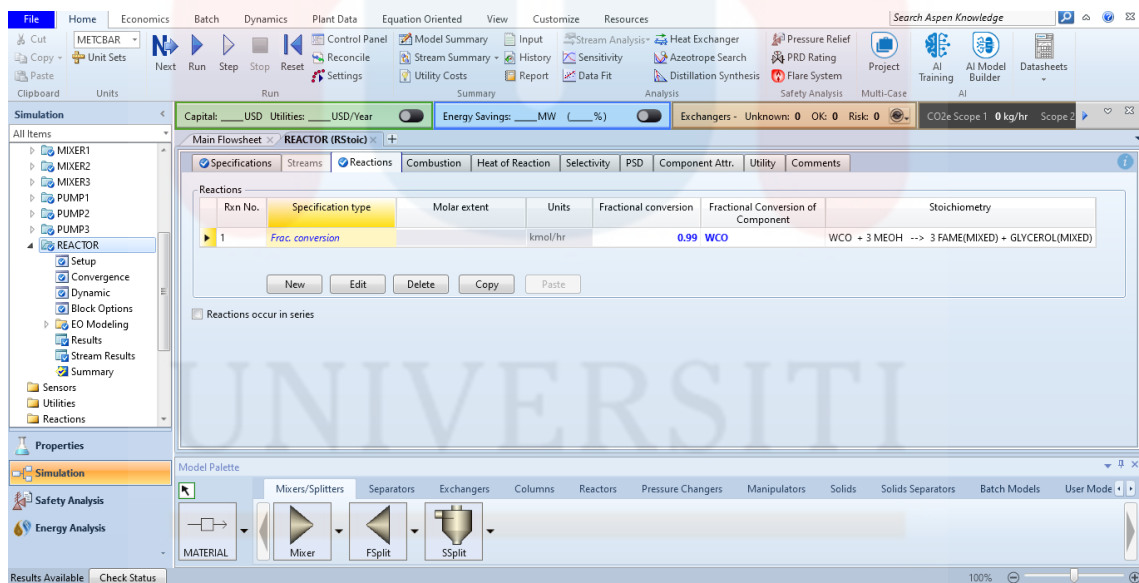 File Home Economics Batch Dynamics Plant Data Equation Oriented View Customize Resources Search Aspen Knowledge
Cut METCBAR Control Panel Model Summary Input Stream Analysis Heat Exchanger Pressure Relief
Copy Unit Sets Next Run Step Stop Reset Reconcile Stream Summary History Sensitivity Azeotrope Search PRD Rating Project AI Training AI Model Builder Datasheets
Paste Settings Utility Costs Report Data Fit Distillation Synthesis Flare System
Clipboard Units Run Summary Analysis Safety Analysis Multi-Case AI
Simulation
Capital: ____USD Utilities: ____USD/Year Energy Savings: ____MW (____%) Exchangers - Unknown: 0 OK: 0 Risk: 0 CO2e Scope 1 0 kg/hr Scope 2
All Items
Main Flowsheet REACTOR (RStoic) +
MIXER1
MIXER2
MIXER3
PUMP1
PUMP2
PUMP3
REACTOR
Setup
Convergence
Dynamic
Block Options
EO Modeling
Results
Stream Results
Summary
Sensors
Utilities
Reactions
Specifications Streams Reactions Combustion Heat of Reaction Selectivity PSD Component Attr. Utility Comments
Reactions
Rxn No. Specification type Molar extent Units Fractional conversion Fractional Conversion of Component Stoichiometry
1 Frac. conversion kmol/hr 0.99 WCO WCO + 3 MEOH --> 3 FAME(MIXED) + GLYCEROL(MIXED)
New Edit Delete Copy Paste
Reactions occur in series
UNIVERSITI
Properties
Simulation
Safety Analysis
Energy Analysis
Model Palette
Mixers/Splitters Separators Exchangers Columns Reactors Pressure Changers Manipulators Solids Solids Separators Batch Models User Mode
MATERIAL Mixer FSplit SSplit
Results Available Check Status 100%